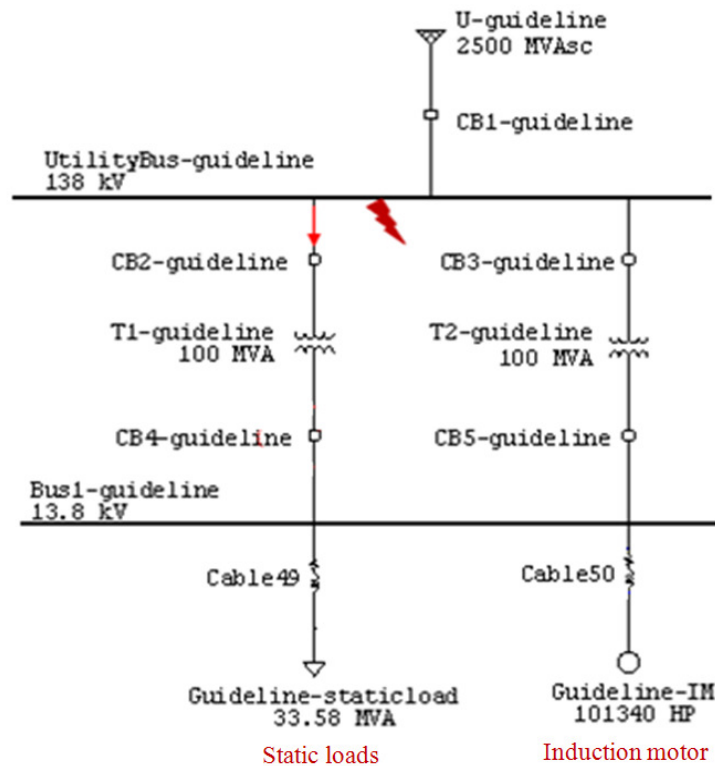 U-guideline
2500 MVAsc
CB1-guideline
UtilityBus-guideline
138 kV
CB2-guideline
CB3-guideline
T1-guideline
100 MVA
T2-guideline
100 MVA
CB4-guideline
CB5-guideline
Bus1-guideline
13.8 kV
Cable49
Cable50
Guideline-staticload
33.58 MVA
Guideline-IM
101340 HP
Static loads
Induction motor